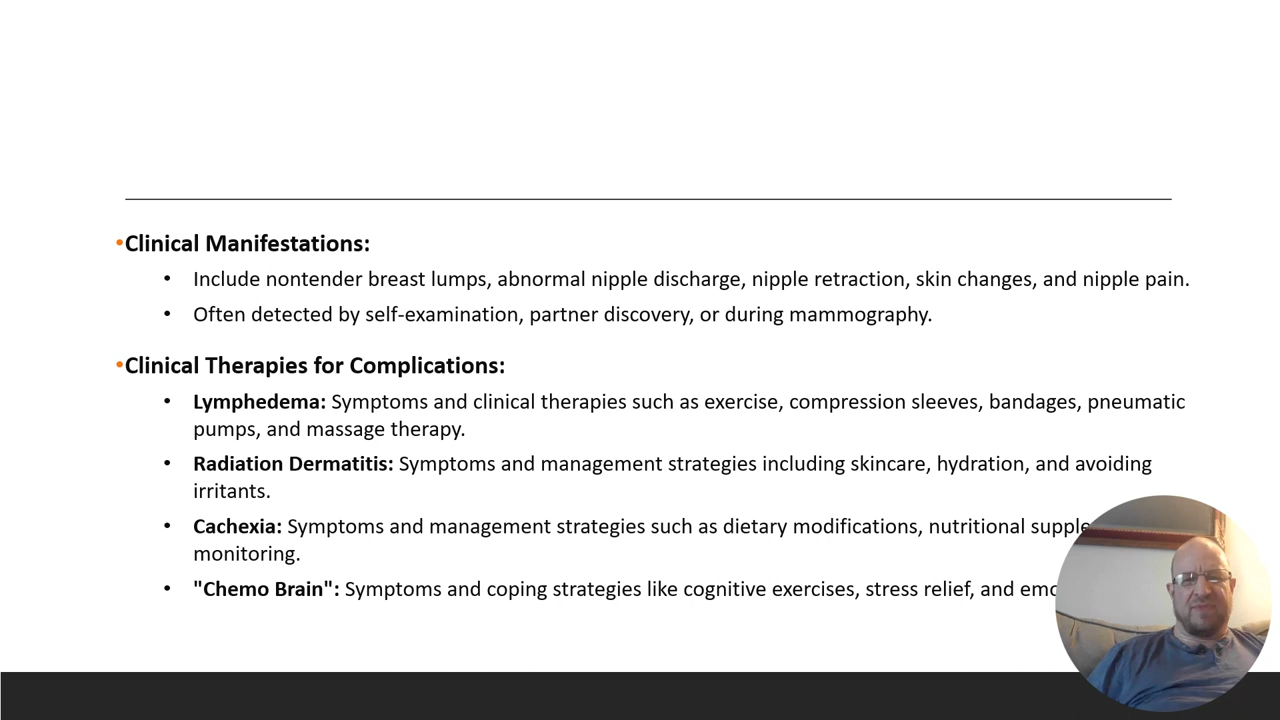 •Clinical Manifestations:
• Include nontender breast lumps, abnormal nipple discharge, nipple retraction, skin changes, and nipple pain.
• Often detected by self-examination, partner discovery, or during mammography.
•Clinical Therapies for Complications:
• Lymphedema: Symptoms and clinical therapies such as exercise, compression sleeves, bandages, pneumatic
pumps, and massage therapy.
• Radiation Dermatitis: Symptoms and management strategies including skincare, hydration, and avoiding
irritants.
• Cachexia: Symptoms and management strategies such as dietary modifications, nutritional
monitoring.
• "Chemo Brain": Symptoms and coping strategies like cognitive exercises, stress relief, and